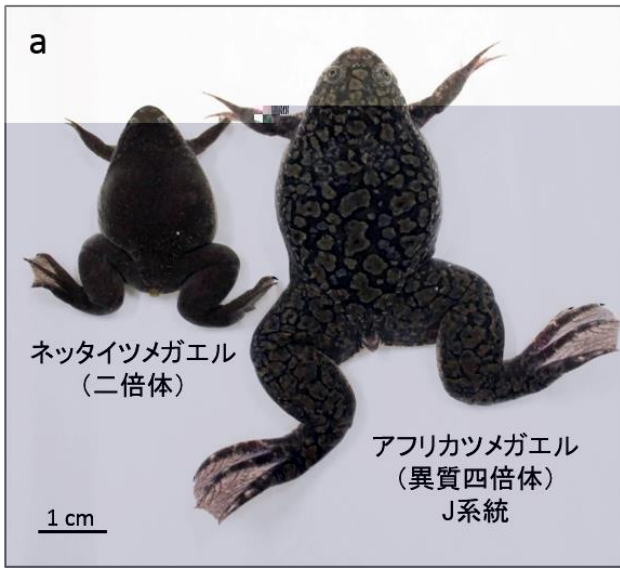 a
ネッタイツメガエル
（二倍体）
アフリカツメガエル
（異質四倍体）
J系統
1 cm